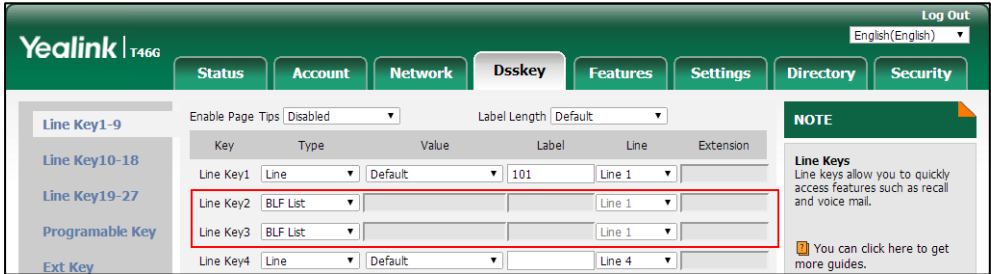 Log Out
Yealink | T46G
English(English)
Status Account Network Dsskey Features Settings Directory Security
Line Key1-9
Line Key10-18
Line Key19-27
Programable Key
Ext Key
Enable Page Tips Disabled Label Length Default
Key Type Value Label Line Extension
Line Key1 Line Default 101 Line 1
Line Key2 BLF List Line 1
Line Key3 BLF List Line 1
Line Key4 Line Default Line 4
NOTE
Line Keys
Line keys allow you to quickly
access features such as recall
and voice mail.
You can click here to get
more guides.